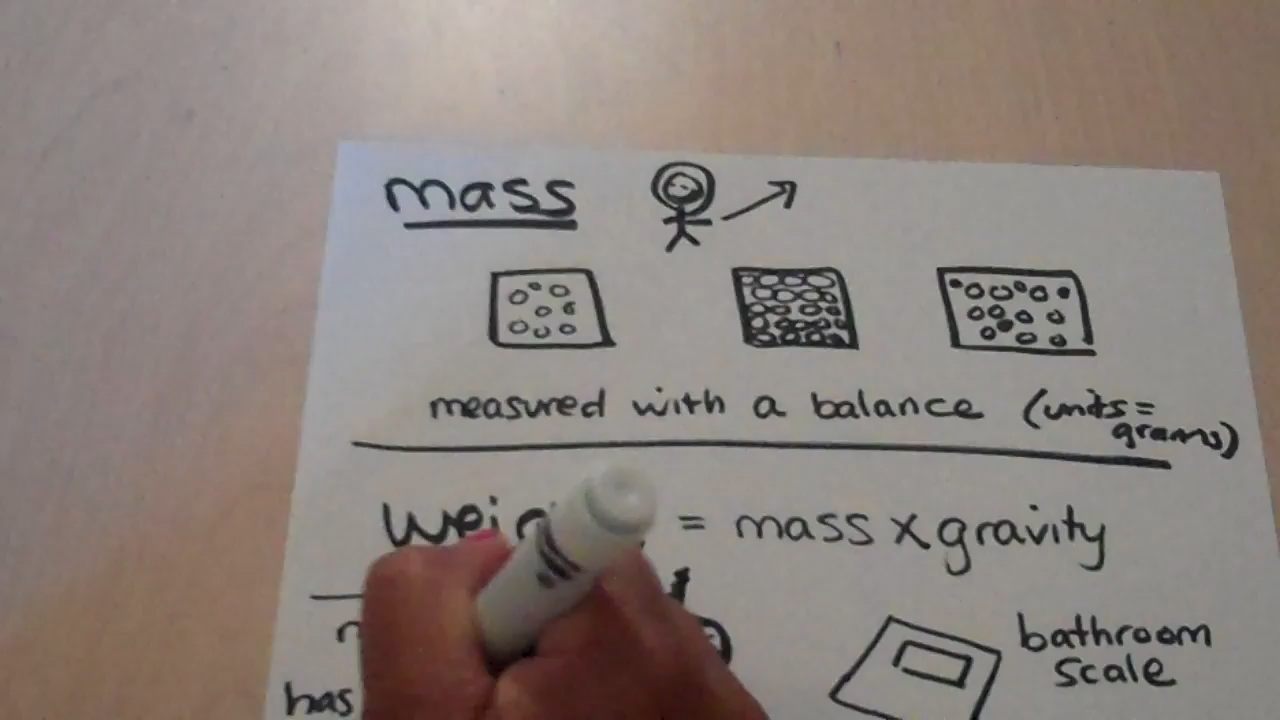 mass
measured with a balance (units =
grams)
= mass x gravity
bathroom
scale
has